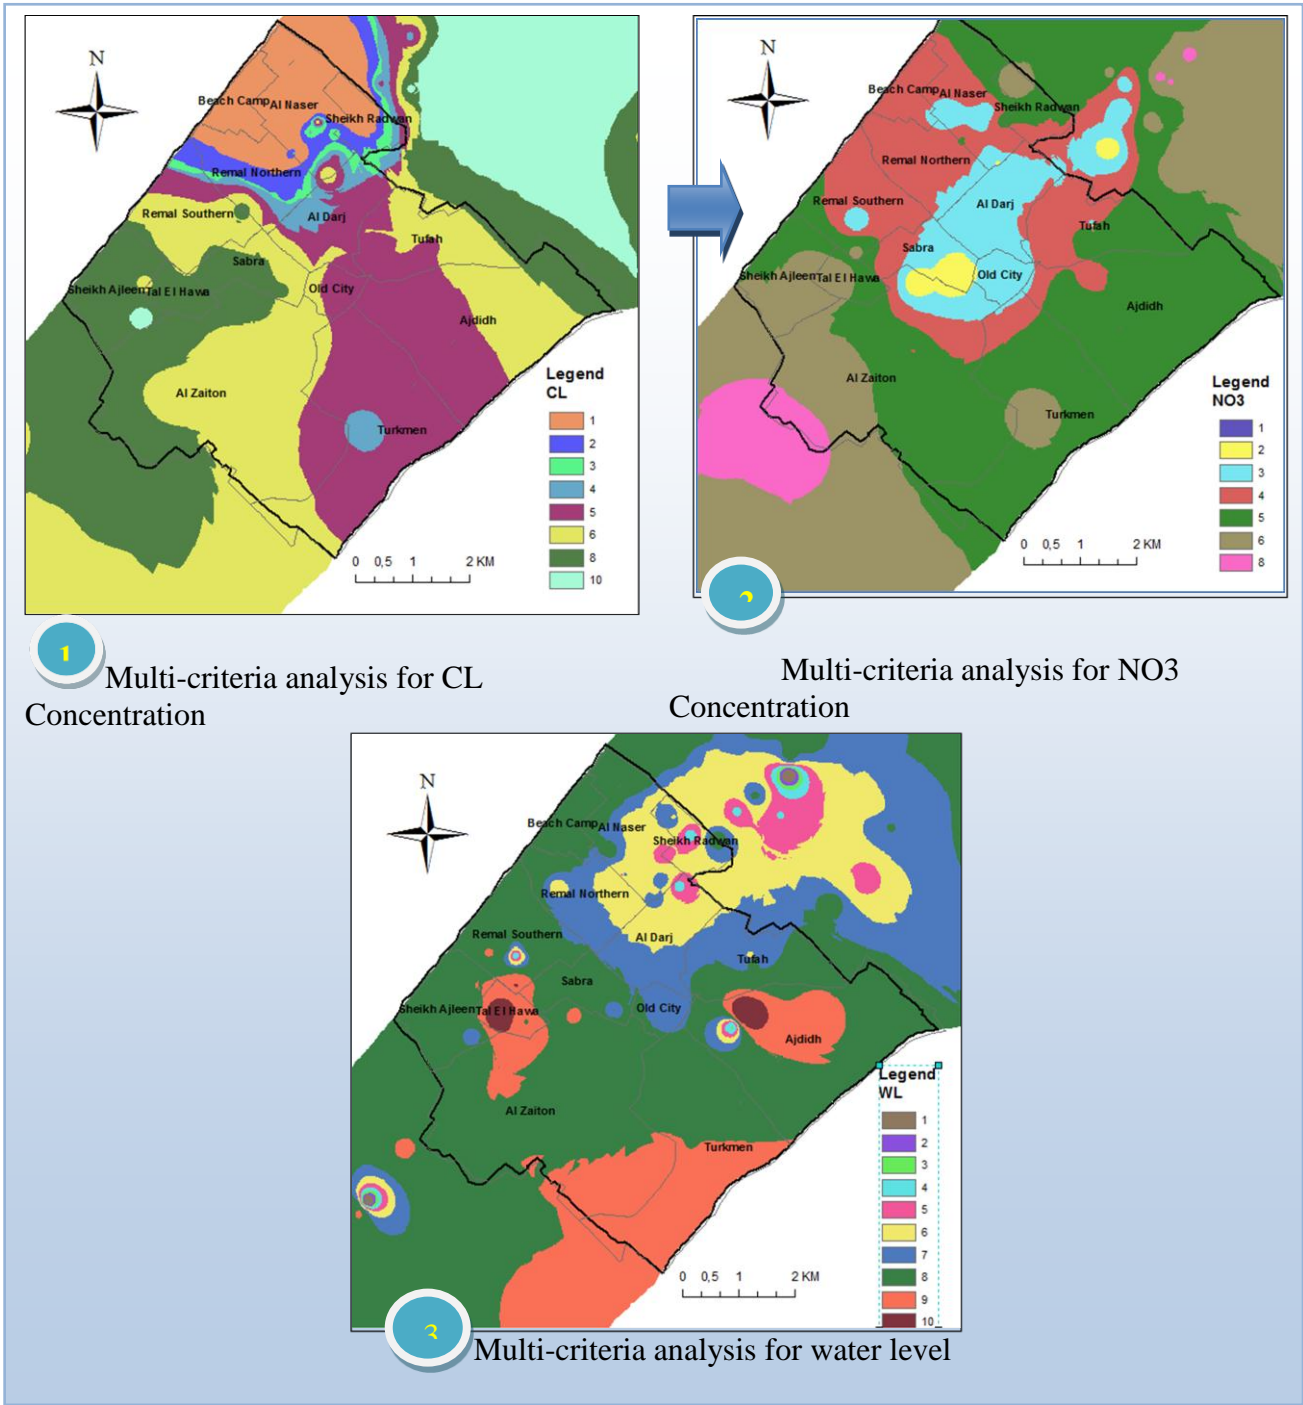 N
Beach Camp Al Naser
Sheikh Radwan
Remal Northern
Remal Southern
Al Darj
Tufah
Sabra
Sheikh Ajleen Tal El Hawa
Old City
Ajdidh
Al Zaiton
Turkmen
Legend
CL
1
2
3
4
5
6
8
10
0 0,5 1 2 KM
1
Multi-criteria analysis for CL
Concentration
N
Beach Camp Al Naser
Sheikh Radwan
Remal Northern
Remal Southern
Al Darj
Tufah
Sabra
Sheikh Ajleen Tal El Hawa
Old City
Ajdidh
Al Zaiton
Turkmen
Legend
NO3
1
2
3
4
5
6
8
0 0,5 1 2 KM
2
Multi-criteria analysis for NO3
Concentration
N
Beach Camp Al Naser
Sheikh Radwan
Remal Northern
Remal Southern
Al Darj
Tufah
Sabra
Sheikh Ajleen Tal El Hawa
Old City
Ajdidh
Al Zaiton
Turkmen
Legend
WL
1
2
3
4
5
6
7
8
9
10
0 0,5 1 2 KM
3
Multi-criteria analysis for water level